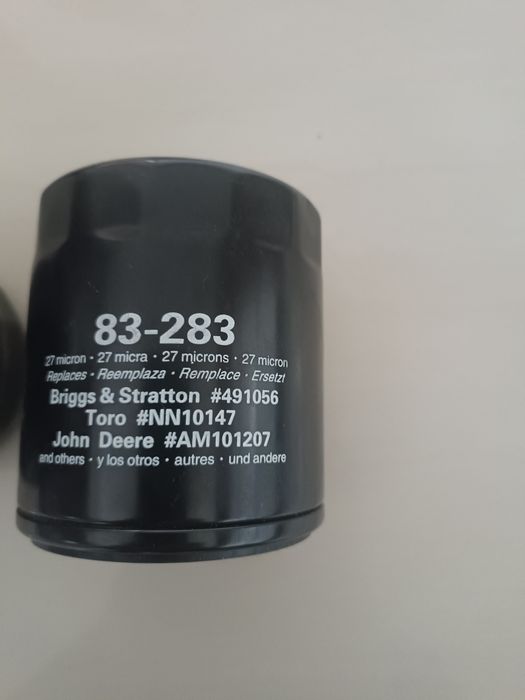 83-283
27 micron · 27 micra · 27 microns · 27 micron
Replaces · Reemplaza · Remplace · Ersetzt
Briggs & Stratton #491056
Toro #NN10147
John Deere #AM101207
and others · y los otros · autres · und andere